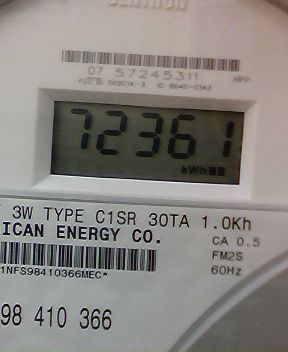 07 57245311
72361
kWh
3W TYPE C1SR 30TA 1.0Kh
ICAN ENERGY CO.
CA 0.5
FM2S
60Hz
1NFS98410366MEC*
98 410 366